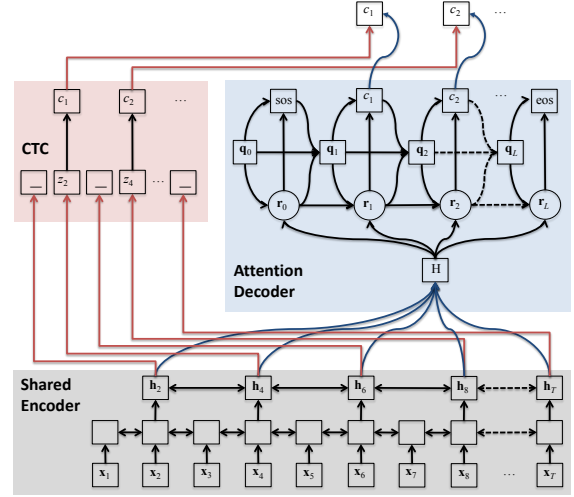 c1 c2 ...
c1 c2 ...
CTC
_ z2 _ z4 ... _
sos c1 c2 ... eos
q0 q1 q2 qL
r0 r1 r2 rL
H
Attention
Decoder
Shared
Encoder
h2 h4 h6 h8 hT
x1 x2 x3 x4 x5 x6 x7 x8 ... xT